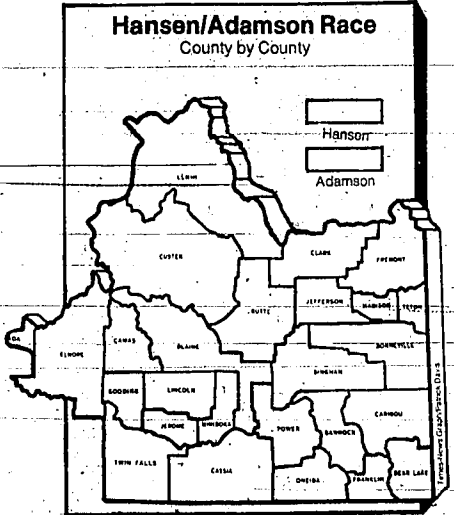 Hansen/Adamson Race
County by County
Hanson
Adamson
LEMHI
CUSTER
CLARK
FREMONT
BUTTE
JEFFERSON
MADISON
TETON
ADA
ELMORE
CAMAS
BLAINE
BONNEVILLE
BINGHAM
GOODING
LINCOLN
JEROME
MINIDOKA
POWER
BANNOCK
CARIBOU
TWIN FALLS
CASSIA
ONEIDA
FRANKLIN
BEAR LAKE
Times-News Graph/Patrick Davis